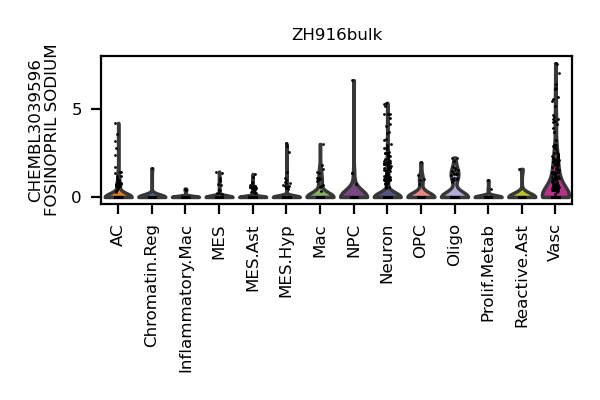 ZH916bulk
CHEMBL3039596
FOSINOPRIL SODIUM
5
0
AC
Chromatin.Reg
Inflammatory.Mac
MES
MES.Ast
MES.Hyp
Mac
NPC
Neuron
OPC
Oligo
Prolif.Metab
Reactive.Ast
Vasc